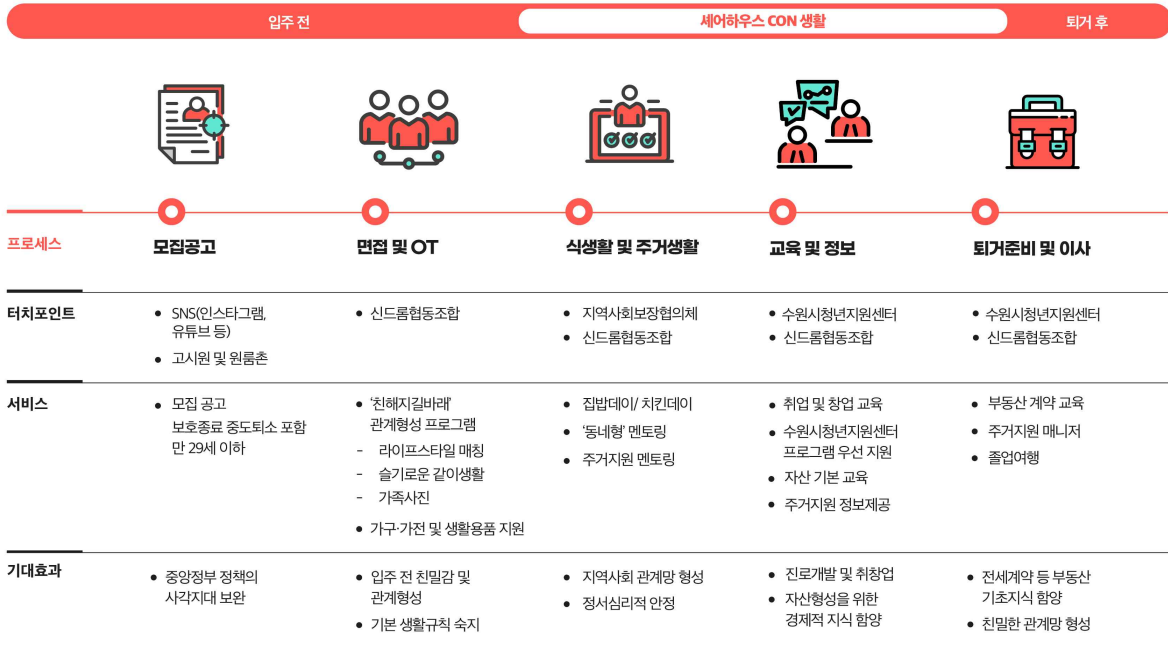 입주 전
셰어하우스 CON 생활
퇴거 후
프로세스
모집공고
면접 및 OT
식생활 및 주거생활
교육 및 정보
퇴거준비 및 이사
터치포인트
• SNS(인스타그램,
유튜브 등)
• 고시원 및 원룸촌
• 신드롬협동조합
• 지역사회보장협의체
• 신드롬협동조합
• 수원시청년지원센터
• 신드롬협동조합
• 수원시청년지원센터
• 신드롬협동조합
서비스
• 모집 공고
보호종료 중도퇴소 포함
만 29세 이하
• ‘친해지길바래’
관계형성 프로그램
- 라이프스타일 매칭
- 슬기로운 같이생활
- 가족사진
• 가구·가전 및 생활용품 지원
• 집밥데이/ 치킨데이
• ‘동네형’ 멘토링
• 주거지원 멘토링
• 취업 및 창업 교육
• 수원시청년지원센터
프로그램 우선 지원
• 자산 기본 교육
• 주거지원 정보제공
• 부동산 계약 교육
• 주거지원 매니저
• 졸업여행
기대효과
• 중앙정부 정책의
사각지대 보완
• 입주 전 친밀감 및
관계형성
• 기본 생활규칙 숙지
• 지역사회 관계망 형성
• 정서심리적 안정
• 진로개발 및 취창업
• 자산형성을 위한
경제적 지식 함양
• 전세계약 등 부동산
기초지식 함양
• 친밀한 관계망 형성